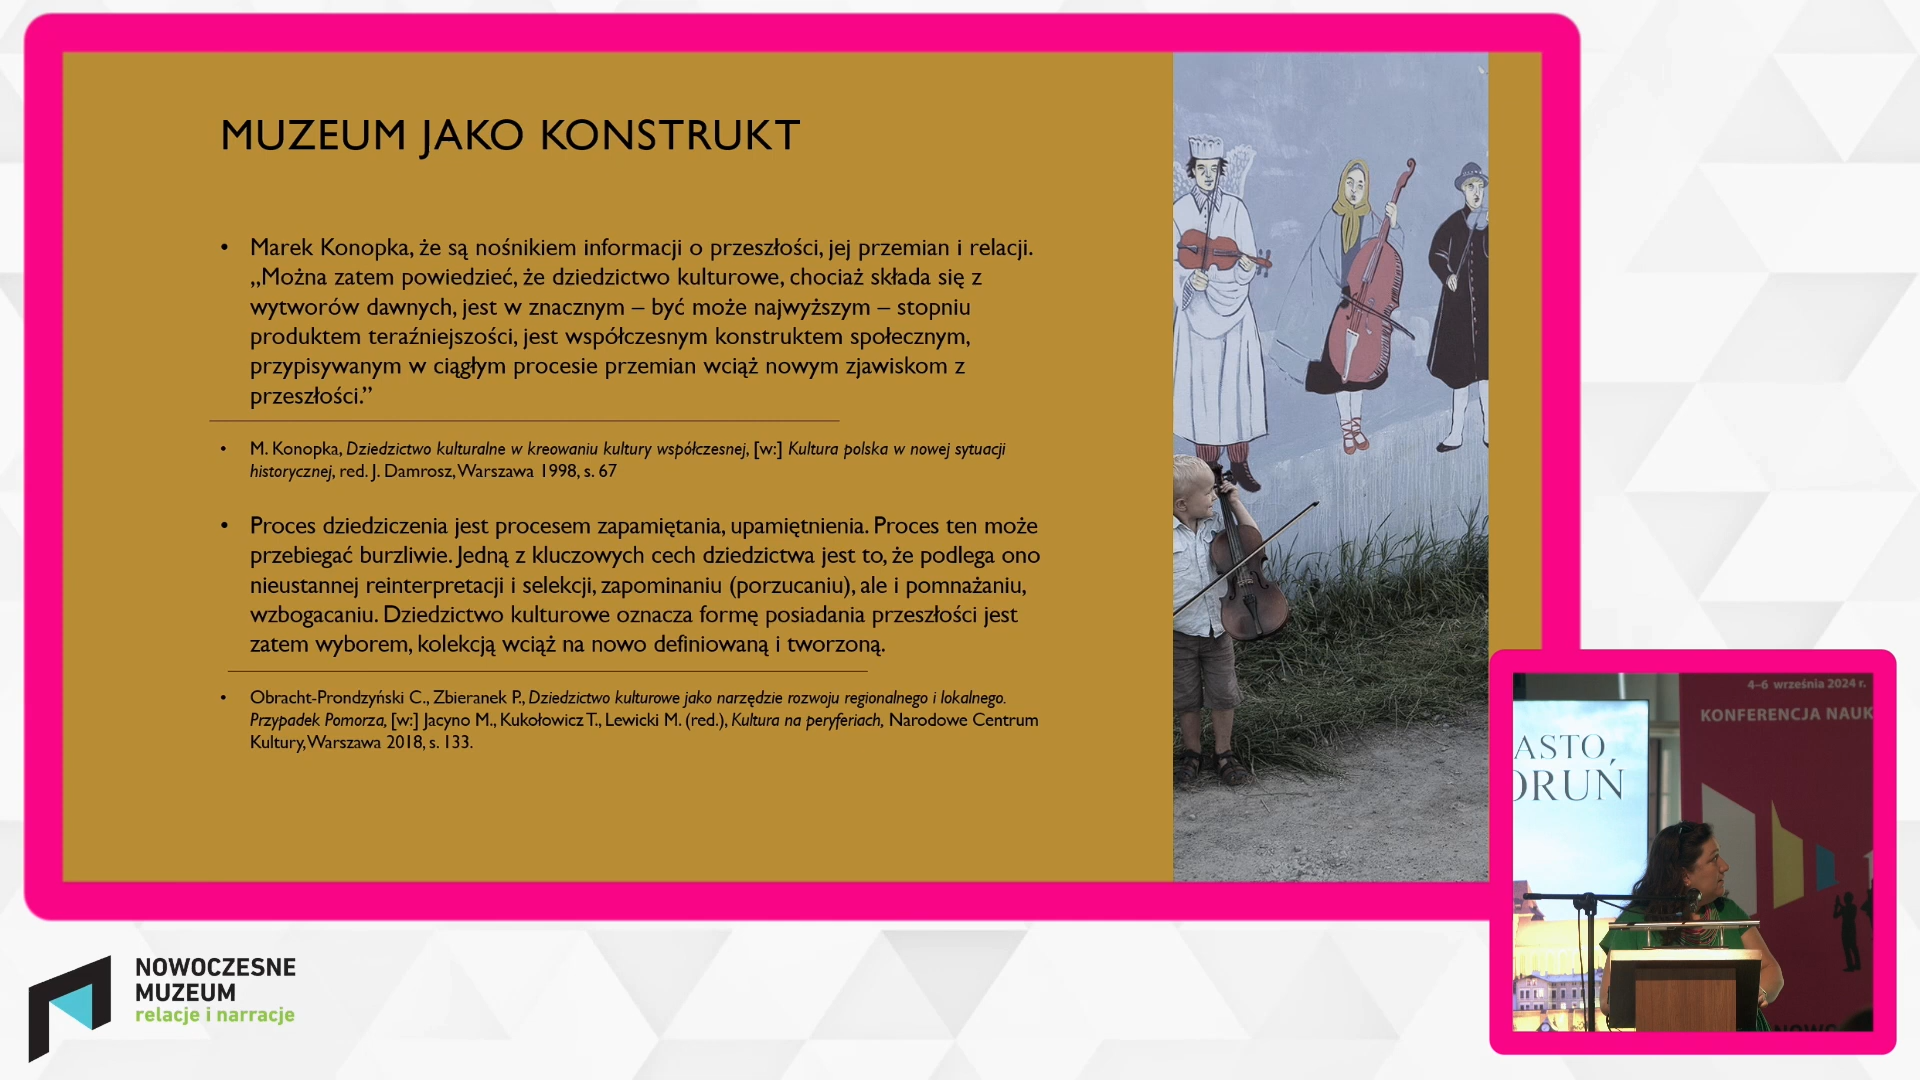 MUZEUM JAKO KONSTRUKT
• Marek Konopka, że są nośnikiem informacji o przeszłości, jej przemian i relacji.
„Można zatem powiedzieć, że dziedzictwo kulturowe, chociaż składa się z
wytworów dawnych, jest w znacznym – być może najwyższym – stopniu
produktem teraźniejszości, jest współczesnym konstruktem społecznym,
przypisywanym w ciągłym procesie przemian wciąż nowym zjawiskom z
przeszłości.”
• M. Konopka, Dziedzictwo kulturalne w kreowaniu kultury współczesnej, [w:] Kultura polska w nowej sytuacji
historycznej, red. J. Damrosz, Warszawa 1998, s. 67
• Proces dziedziczenia jest procesem zapamiętania, upamiętnienia. Proces ten może
przebiegać burzliwie. Jedną z kluczowych cech dziedzictwa jest to, że podlega ono
nieustannej reinterpretacji i selekcji, zapominaniu (porzucaniu), ale i pomnażaniu,
wzbogacaniu. Dziedzictwo kulturowe oznacza formę posiadania przeszłości jest
zatem wyborem, kolekcją wciąż na nowo definiowaną i tworzoną.
• Obracht-Prondzyński C., Zbieranek P., Dziedzictwo kulturowe jako narzędzie rozwoju regionalnego i lokalnego.
Przypadek Pomorza, [w:] Jacyno M., Kukołowicz T., Lewicki M. (red.), Kultura na peryferiach, Narodowe Centrum
Kultury, Warszawa 2018, s. 133.
4–6 września 2024 r.
KONFERENCJA NAUK
ASTO,
ORUŃ
NOWOCZESNE
MUZEUM
relacje i narracje